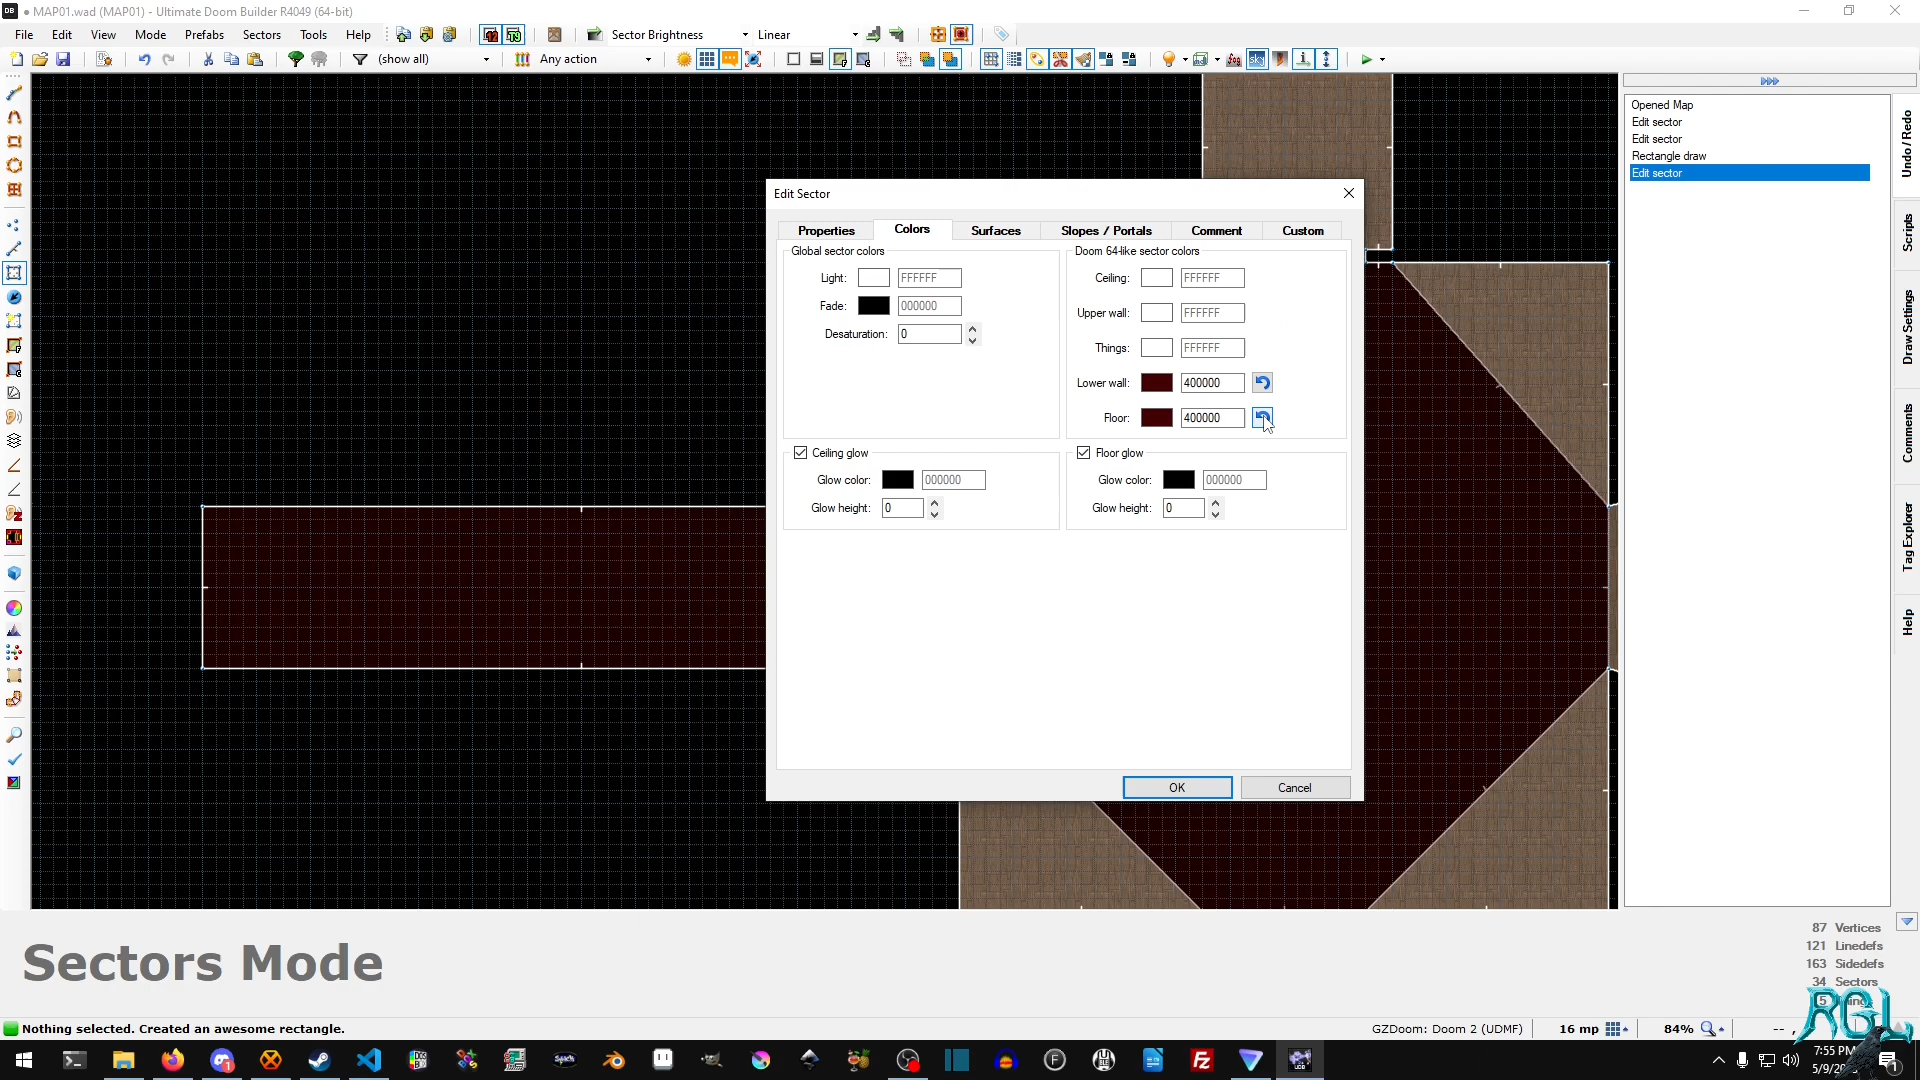 MAP01.wad (MAP01) - Ultimate Doom Builder R4049 (64-bit)
File Edit View Mode Prefabs Sectors Tools Help
Sector Brightness Linear
(show all) Any action
Opened Map
Edit sector
Edit sector
Rectangle draw
Edit sector
Undo / Redo
Scripts
Draw Settings
Comments
Tag Explorer
Help
Edit Sector
Properties Colors Surfaces Slopes / Portals Comment Custom
Global sector colors
Light: FFFFFF
Fade: 000000
Desaturation: 0
Doom 64-like sector colors
Ceiling: FFFFFF
Upper wall: FFFFFF
Things: FFFFFF
Lower wall: 400000
Floor: 400000
Ceiling glow
Glow color: 000000
Glow height: 0
Floor glow
Glow color: 000000
Glow height: 0
OK Cancel
Sectors Mode
87 Vertices
121 Linedefs
163 Sidedefs
34 Sectors
5
RGL
Nothing selected. Created an awesome rectangle.
GZDoom: Doom 2 (UDMF) 16 mp 84% -- ,
7:55 PM